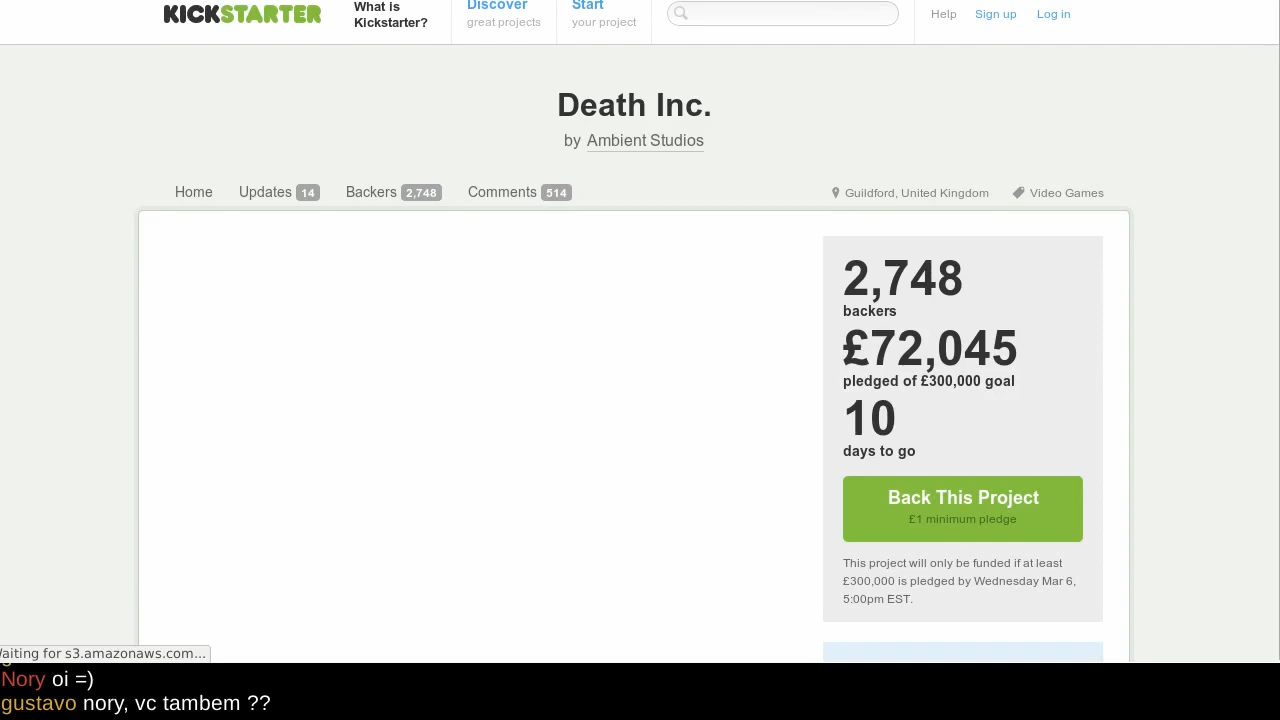 KICKSTARTER
What is
Kickstarter?
Discover
great projects
Start
your project
Help
Sign up
Log in
Death Inc.
by Ambient Studios
Home
Updates 14
Backers 2,748
Comments 514
Guildford, United Kingdom
Video Games
2,748
backers
£72,045
pledged of £300,000 goal
10
days to go
Back This Project
£1 minimum pledge
This project will only be funded if at least
£300,000 is pledged by Wednesday Mar 6,
5:00pm EST.
aiting for s3.amazonaws.com...
Nory oi =)
gustavo nory, vc tambem ??